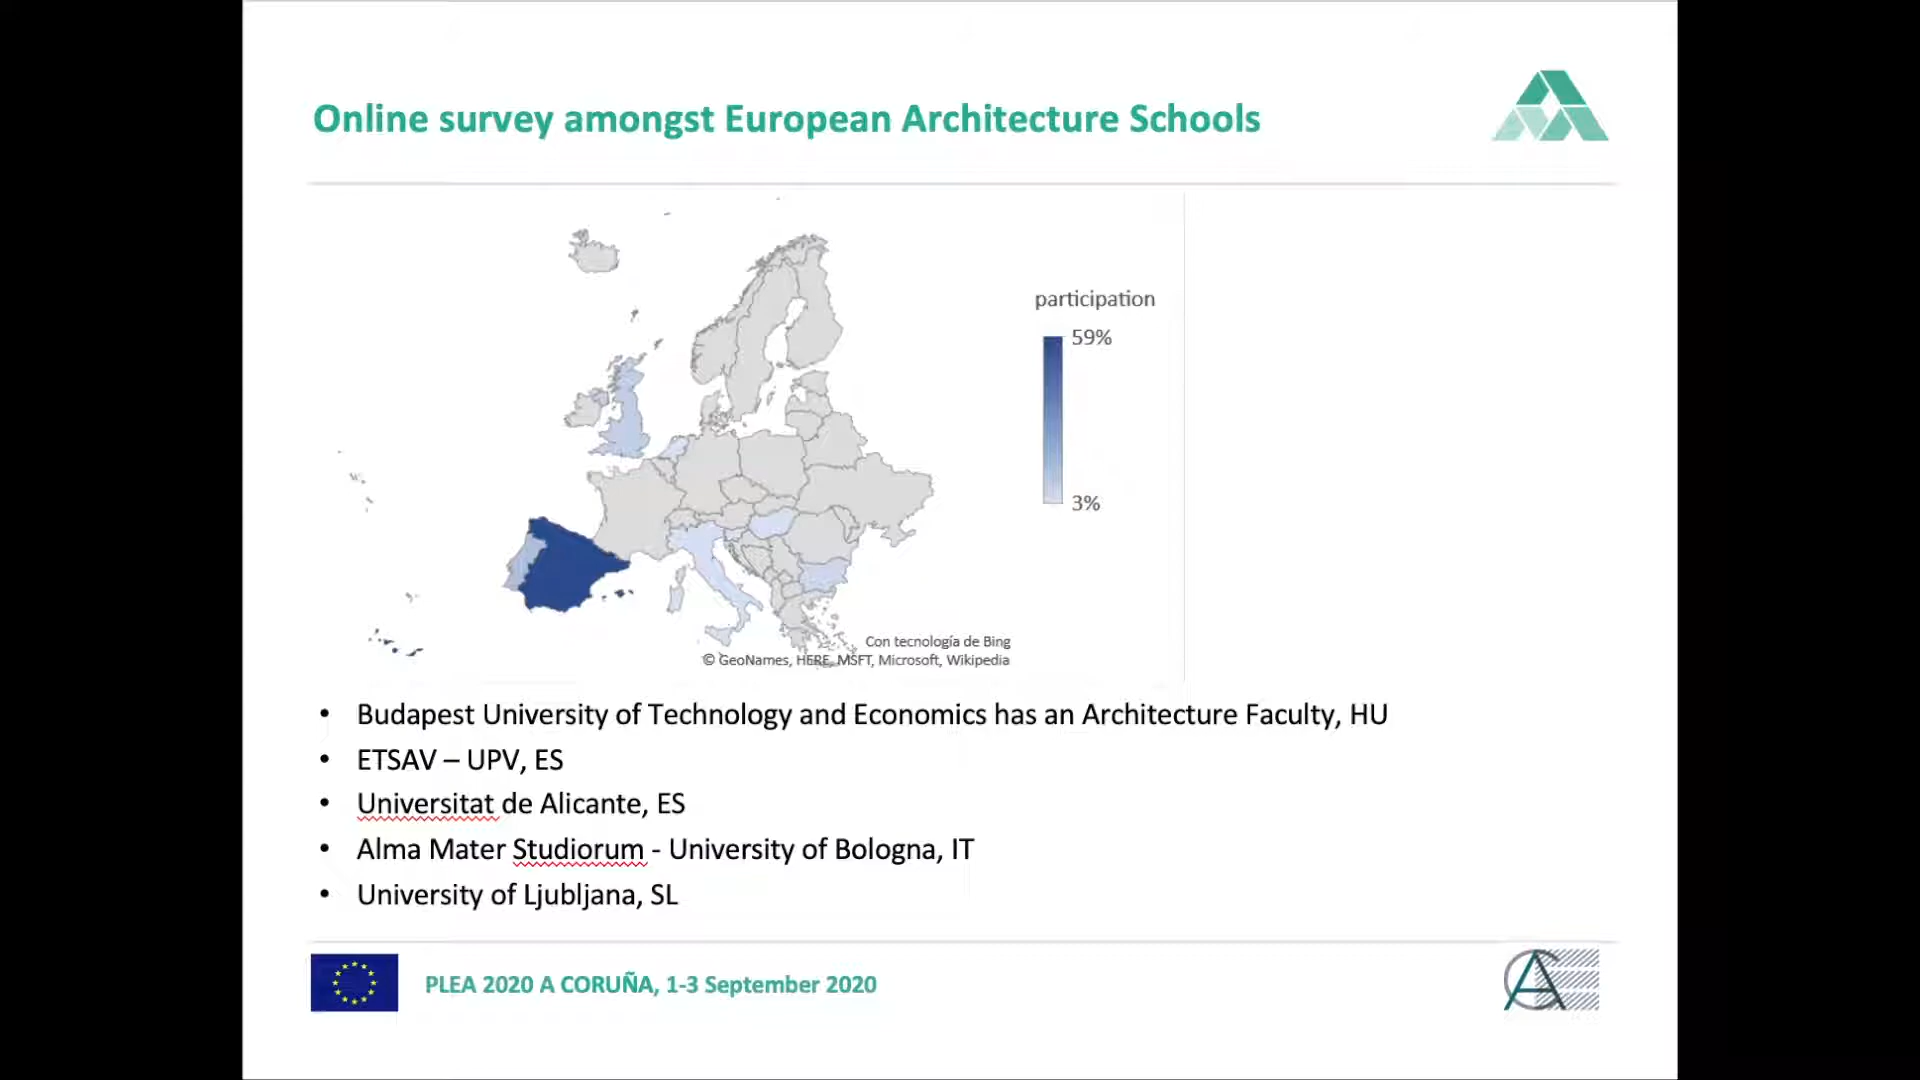 Online survey amongst European Architecture Schools
participation
59%
3%
Con tecnología de Bing
© GeoNames, HERE, MSFT, Microsoft, Wikipedia
• Budapest University of Technology and Economics has an Architecture Faculty, HU
• ETSAV – UPV, ES
• Universitat de Alicante, ES
• Alma Mater Studiorum - University of Bologna, IT
• University of Ljubljana, SL
PLEA 2020 A CORUÑA, 1-3 September 2020
ACE